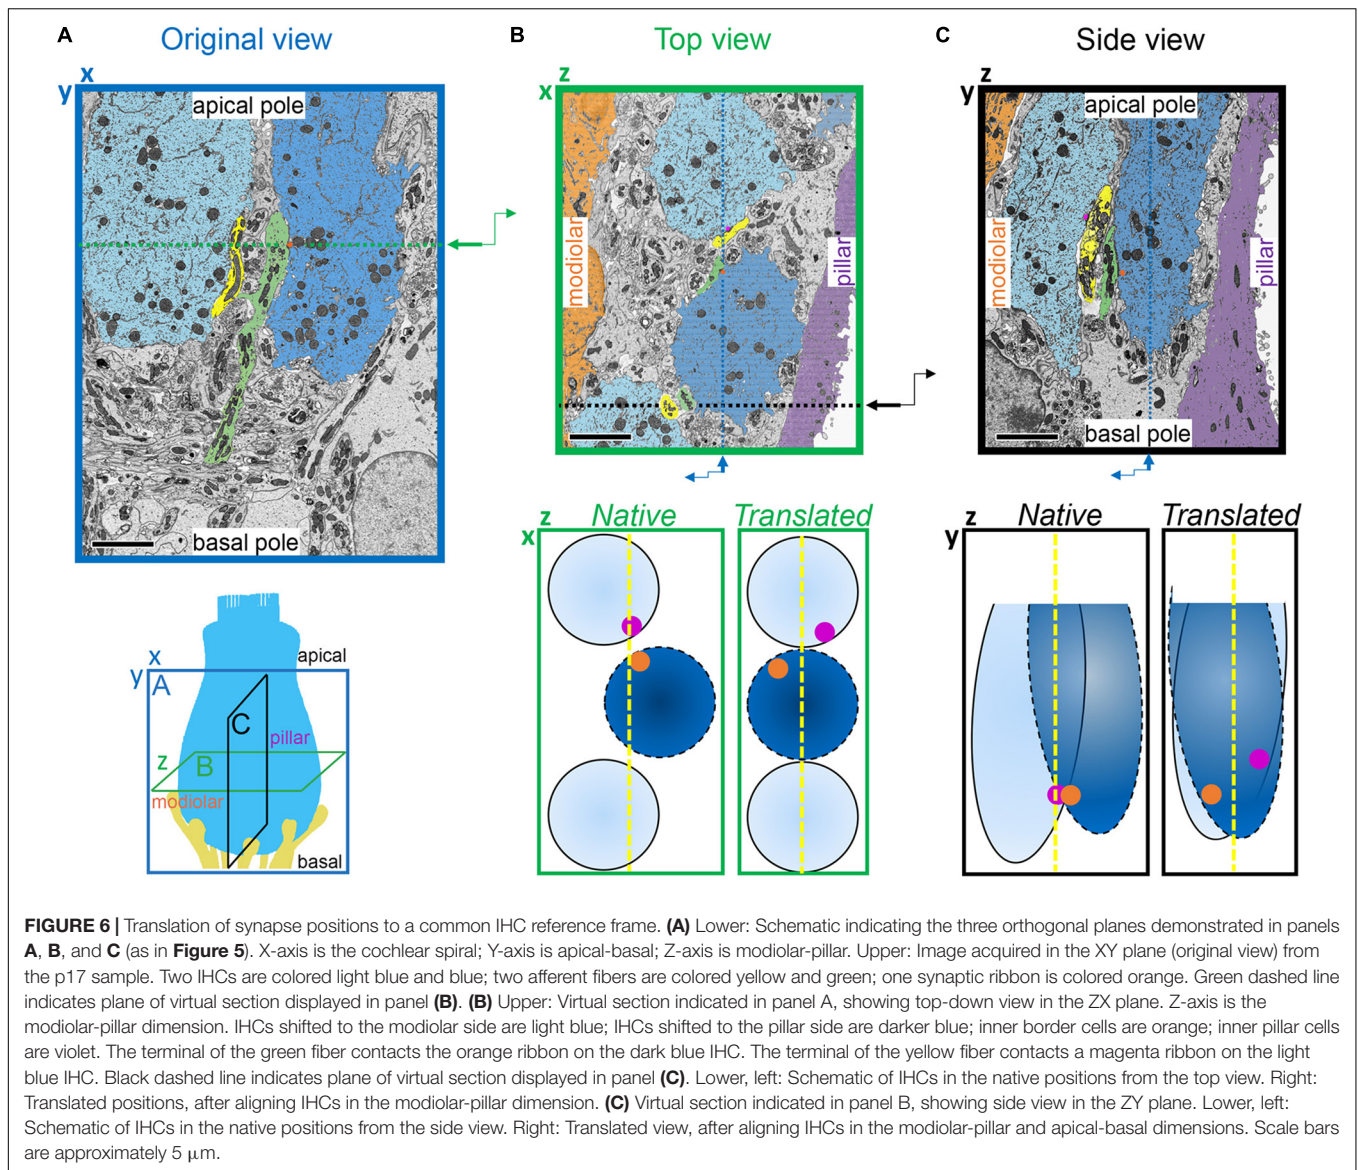 A
Original view
x
y
apical pole
basal pole
x
y
A
apical
C
pillar
z
B
modiolar
basal
B
Top view
z
x
modiolar
pillar
z
x
Native
Translated
C
Side view
z
y
apical pole
modiolar
pillar
basal pole
z
y
Native
Translated
FIGURE 6 | Translation of synapse positions to a common IHC reference frame. (A) Lower: Schematic indicating the three orthogonal planes demonstrated in panels
A, B, and C (as in Figure 5). X-axis is the cochlear spiral; Y-axis is apical-basal; Z-axis is modiolar-pillar. Upper: Image acquired in the XY plane (original view) from
the p17 sample. Two IHCs are colored light blue and blue; two afferent fibers are colored yellow and green; one synaptic ribbon is colored orange. Green dashed line
indicates plane of virtual section displayed in panel (B). (B) Upper: Virtual section indicated in panel A, showing top-down view in the ZX plane. Z-axis is the
modiolar-pillar dimension. IHCs shifted to the modiolar side are light blue; IHCs shifted to the pillar side are darker blue; inner border cells are orange; inner pillar cells
are violet. The terminal of the green fiber contacts the orange ribbon on the dark blue IHC. The terminal of the yellow fiber contacts a magenta ribbon on the light
blue IHC. Black dashed line indicates plane of virtual section displayed in panel (C). Lower, left: Schematic of IHCs in the native positions from the top view. Right:
Translated positions, after aligning IHCs in the modiolar-pillar dimension. (C) Virtual section indicated in panel B, showing side view in the ZY plane. Lower, left:
Schematic of IHCs in the native positions from the side view. Right: Translated view, after aligning IHCs in the modiolar-pillar and apical-basal dimensions. Scale bars
are approximately 5 μm.